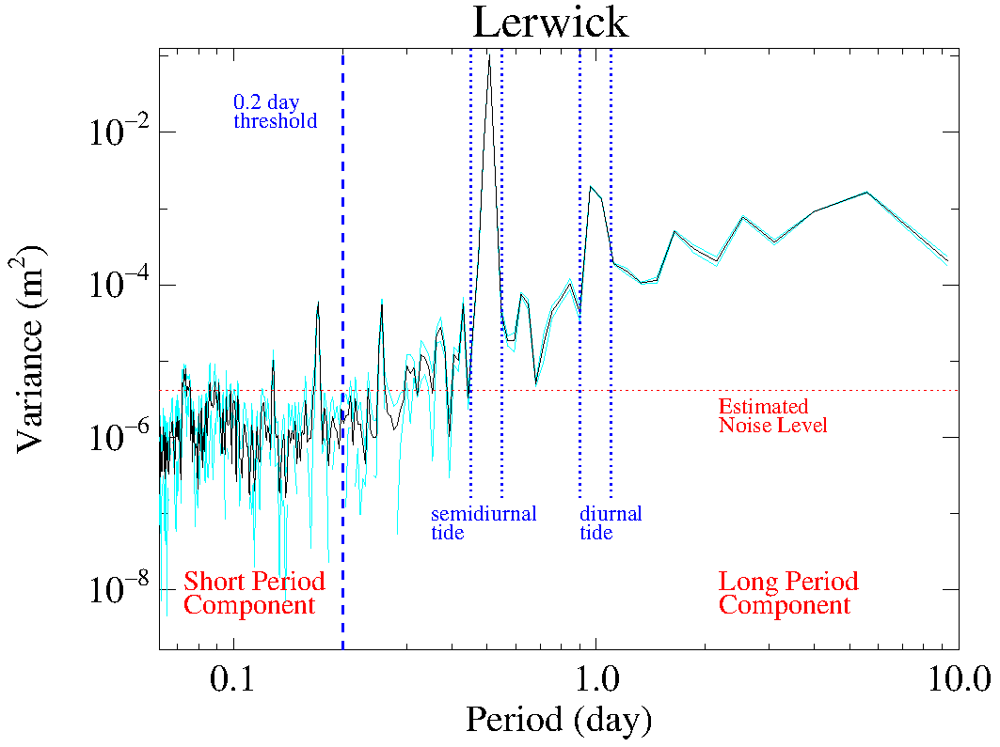 Lerwick
0.2 day
threshold
10⁻²
10⁻⁴
10⁻⁶
10⁻⁸
Variance (m²)
Estimated
Noise Level
semidiurnal
tide
diurnal
tide
Short Period
Component
Long Period
Component
0.1
1.0
10.0
Period (day)